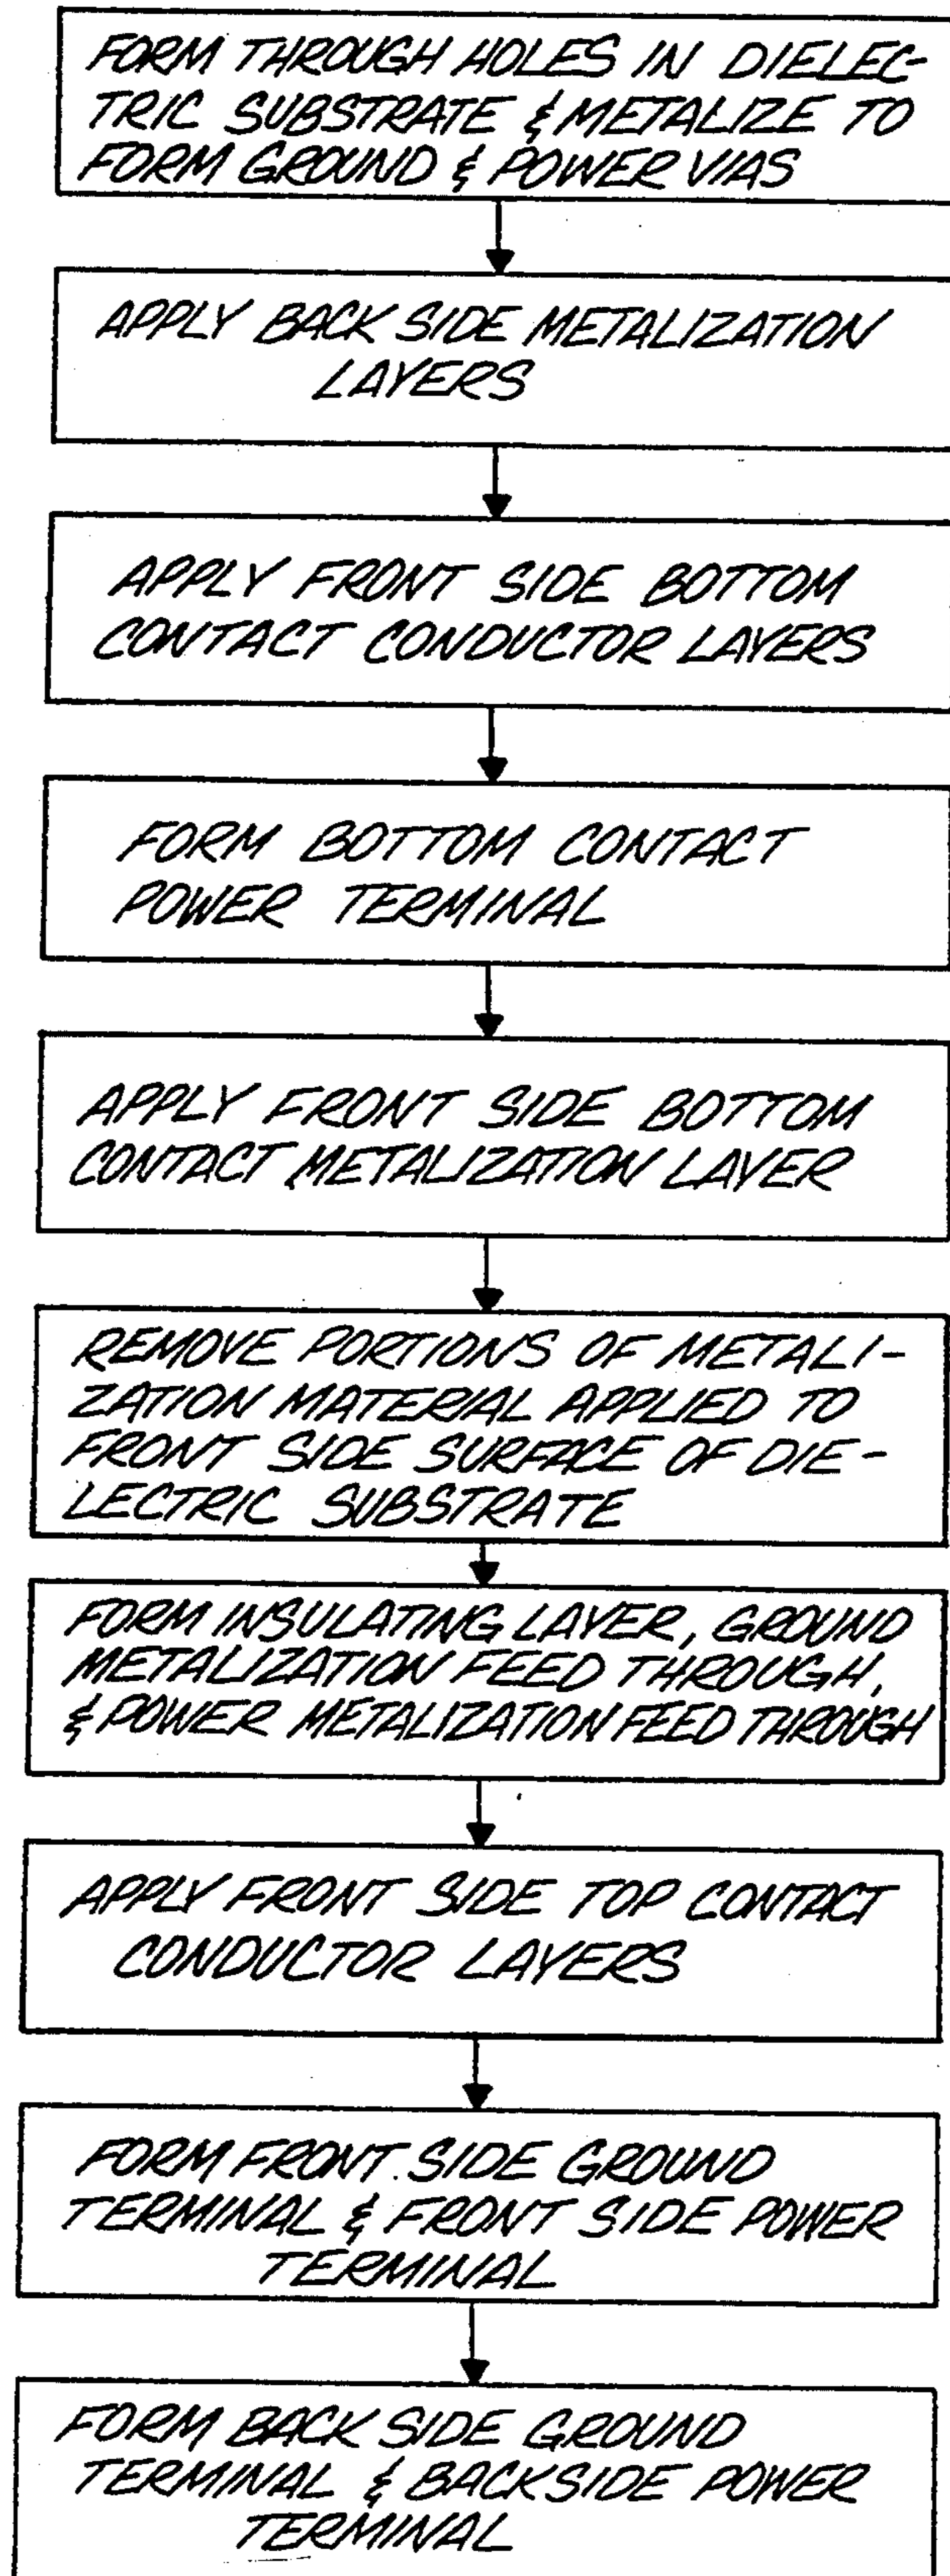 FORM THROUGH HOLES IN DIELEC-
TRIC SUBSTRATE & METALIZE TO
FORM GROUND & POWER VIAS
APPLY BACK SIDE METALIZATION
LAYERS
APPLY FRONT SIDE BOTTOM
CONTACT CONDUCTOR LAYERS
FORM BOTTOM CONTACT
POWER TERMINAL
APPLY FRONT SIDE BOTTOM
CONTACT METALIZATION LAYER
REMOVE PORTIONS OF METALI-
ZATION MATERIAL APPLIED TO
FRONT SIDE SURFACE OF DIE-
LECTRIC SUBSTRATE
FORM INSULATING LAYER, GROUND
METALIZATION FEED THROUGH,
& POWER METALIZATION FEED THROUGH
APPLY FRONT SIDE TOP CONTACT
CONDUCTOR LAYERS
FORM FRONT SIDE GROUND
TERMINAL & FRONT SIDE POWER
TERMINAL
FORM BACK SIDE GROUND
TERMINAL & BACKSIDE POWER
TERMINAL